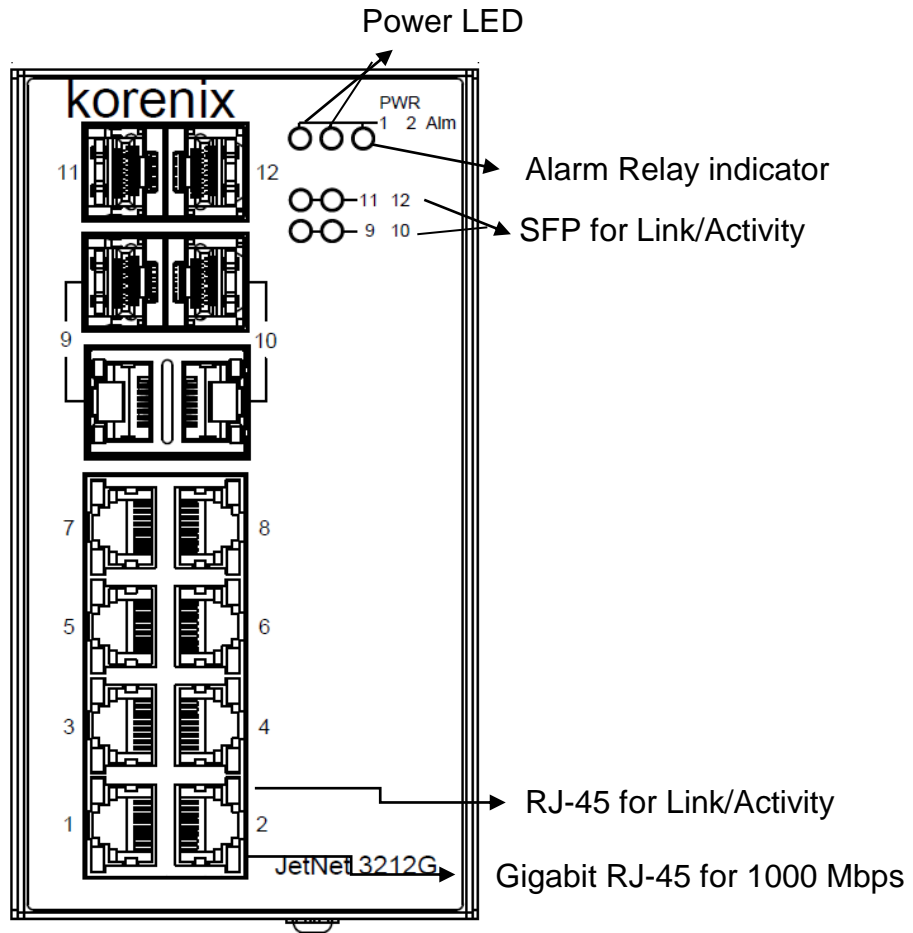 Power LED
korenix
PWR
1 2 Alm
Alarm Relay indicator
11 12
11 12
SFP for Link/Activity
9 10
9 10
7 8
5 6
3 4
RJ-45 for Link/Activity
1 2
JetNet 3212G
Gigabit RJ-45 for 1000 Mbps